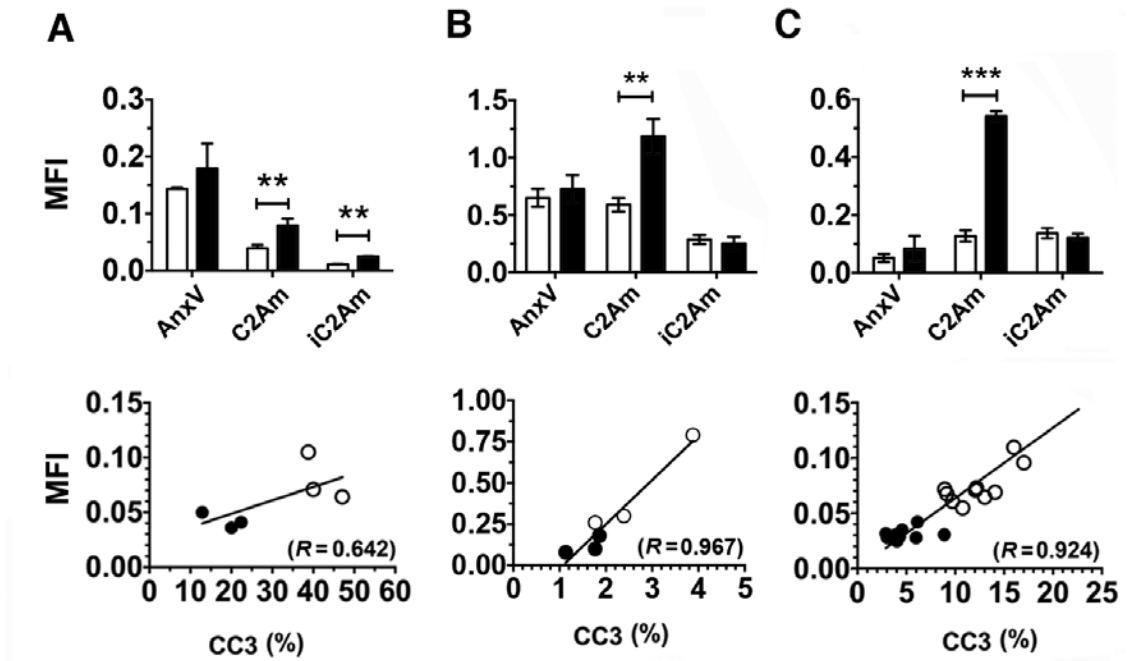 A
0.3
0.2
0.1
0.0
MFI
**
**
AnxV
C2Am
iC2Am
B
1.5
1.0
0.5
0.0
**
AnxV
C2Am
iC2Am
C
0.6
0.4
0.2
0.0
***
AnxV
C2Am
iC2Am
0.15
0.10
0.05
0.00
MFI
(R=0.642)
0 10 20 30 40 50 60
CC3 (%)
1.00
0.75
0.50
0.25
0.00
(R=0.967)
0 1 2 3 4 5
CC3 (%)
0.15
0.10
0.05
0.00
(R=0.924)
0 5 10 15 20 25
CC3 (%)